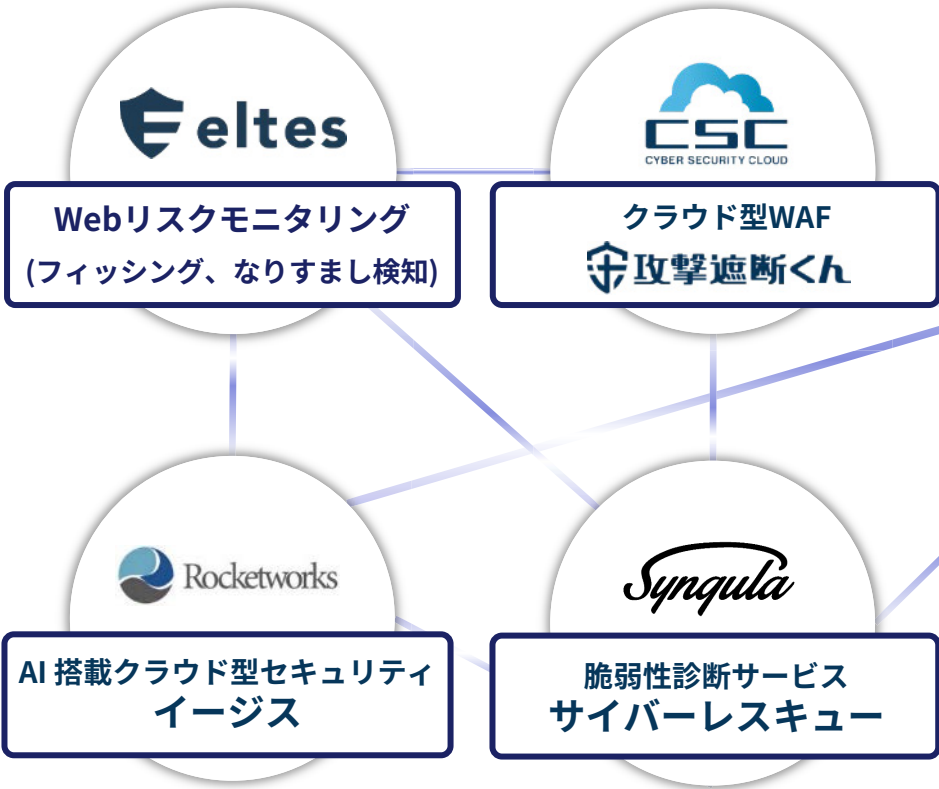 eltes
Webリスクモニタリング
(フィッシング、なりすまし検知)
CSC
CYBER SECURITY CLOUD
クラウド型WAF
攻撃遮断くん
Rocketworks
AI 搭載クラウド型セキュリティ
イージス
Syngula
脆弱性診断サービス
サイバーレスキュー